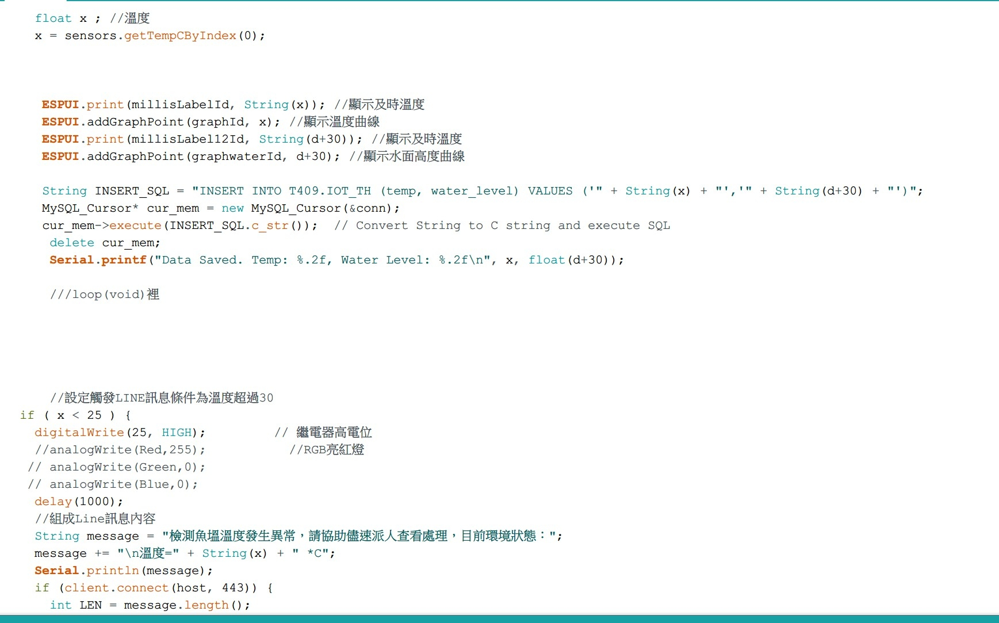 float x ; //溫度
x = sensors.getTempCByIndex(0);
ESPUI.print(millisLabelId, String(x)); //顯示及時溫度
ESPUI.addGraphPoint(graphId, x); //顯示溫度曲線
ESPUI.print(millisLabel12Id, String(d+30)); //顯示及時溫度
ESPUI.addGraphPoint(graphwaterId, d+30); //顯示水面高度曲線
String INSERT_SQL = "INSERT INTO T409.IOT_TH (temp, water_level) VALUES ('" + String(x) + "','" + String(d+30) + "')";
MySQL_Cursor* cur_mem = new MySQL_Cursor(&conn);
cur_mem->execute(INSERT_SQL.c_str()); // Convert String to C string and execute SQL
delete cur_mem;
Serial.printf("Data Saved. Temp: %.2f, Water Level: %.2f\n", x, float(d+30));
///loop(void)裡
//設定觸發LINE訊息條件為溫度超過30
if ( x < 25 ) {
digitalWrite(25, HIGH); // 繼電器高電位
//analogWrite(Red,255); //RGB亮紅燈
// analogWrite(Green,0);
// analogWrite(Blue,0);
delay(1000);
//組成Line訊息內容
String message = "檢測魚塭溫度發生異常，請協助儘速派人查看處理，目前環境狀態：";
message += "\n溫度=" + String(x) + " *C";
Serial.println(message);
if (client.connect(host, 443)) {
int LEN = message.length();